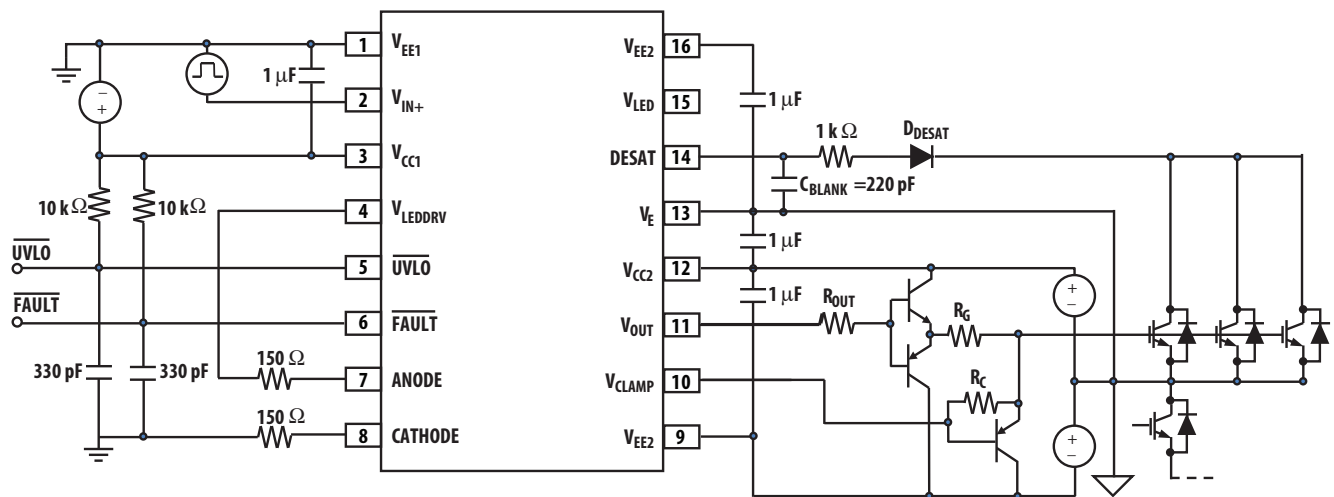 1 V_EE1
2 V_IN+
3 V_CC1
4 V_LEDDRV
5 UVLO
6 FAULT
7 ANODE
8 CATHODE
V_EE2 16
V_LED 15
DESAT 14
V_E 13
V_CC2 12
V_OUT 11
V_CLAMP 10
V_EE2 9
1 μF
10 kΩ
10 kΩ
UVLO
FAULT
330 pF
330 pF
150 Ω
150 Ω
1 μF
1 kΩ
D_DESAT
C_BLANK =220 pF
1 μF
1 μF
R_OUT
R_G
R_C